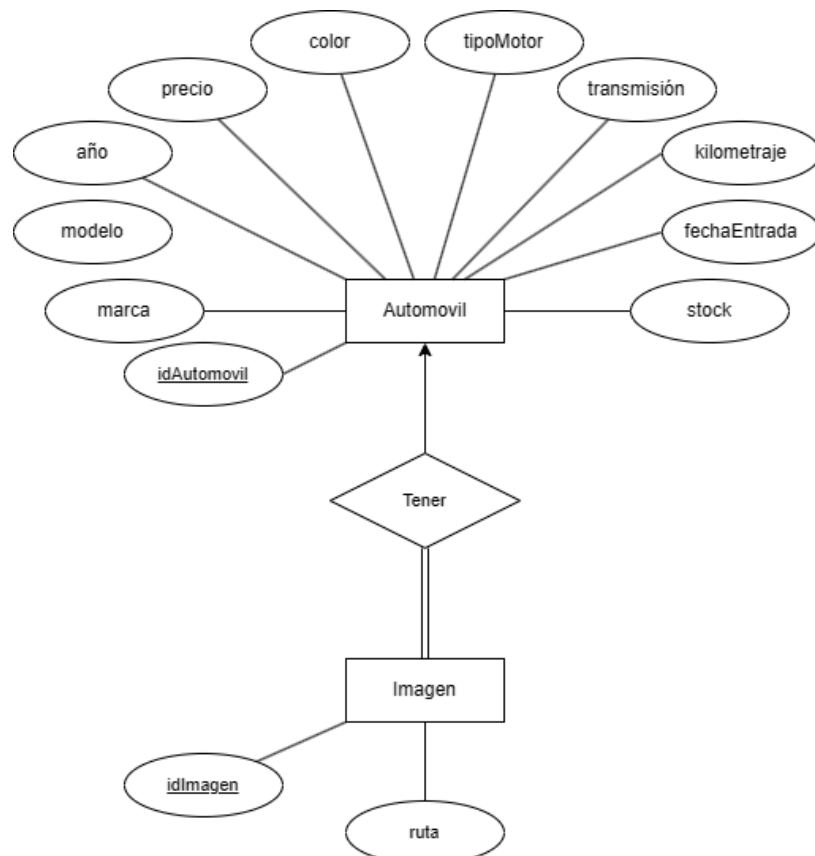 color
tipoMotor
precio
transmisión
año
kilometraje
modelo
fechaEntrada
marca
Automovil
stock
idAutomovil
Tener
Imagen
idImagen
ruta